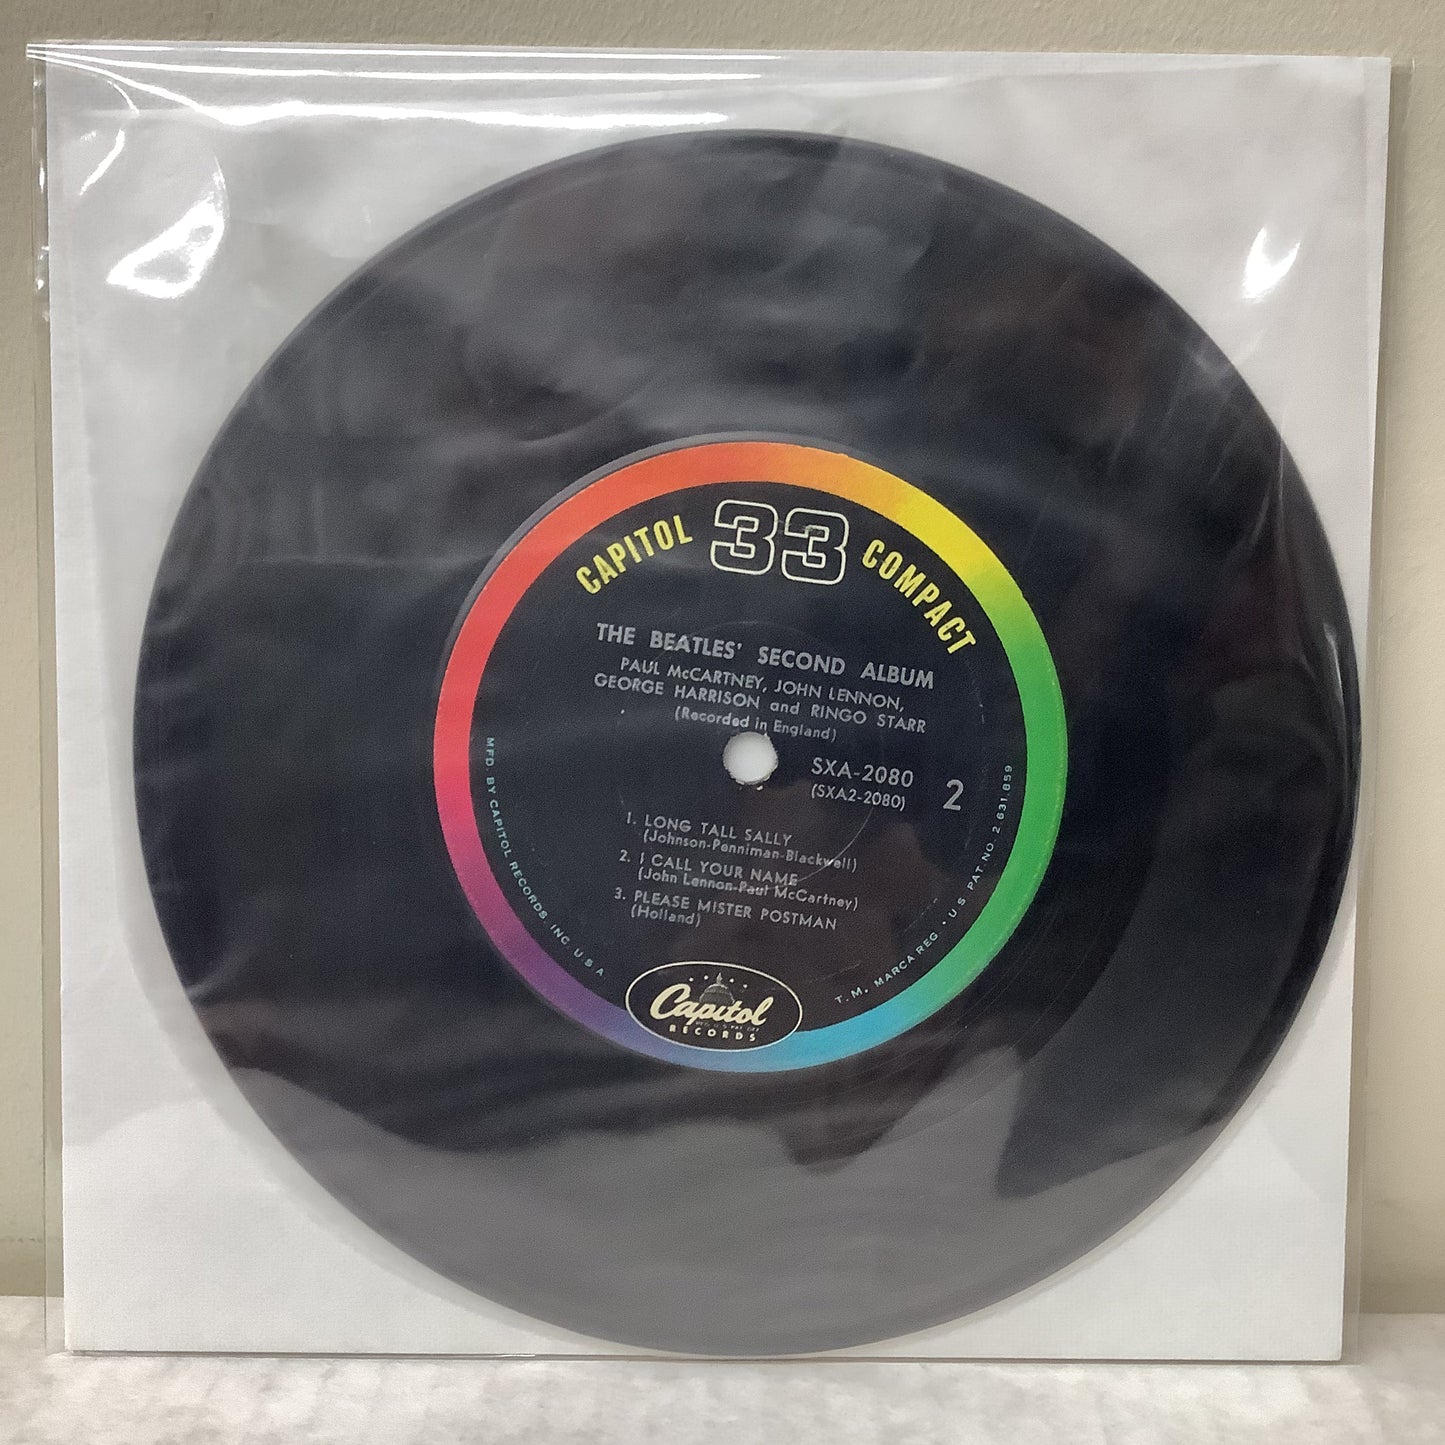 CAPITOL 33 COMPACT
THE BEATLES' SECOND ALBUM
PAUL McCARTNEY, JOHN LENNON,
GEORGE HARRISON and RINGO STARR
(Recorded in England)
SXA-2080
(SXA2-2080)
2
1. LONG TALL SALLY
(Johnson-Penniman-Blackwell)
2. I CALL YOUR NAME
(John Lennon-Paul McCartney)
3. PLEASE MISTER POSTMAN
(Holland)
MFD. BY CAPITOL RECORDS, INC. U.S.A.
T.M. MARCA REG. • U.S. PAT. NO. 2,631,859
Capitol
RECORDS